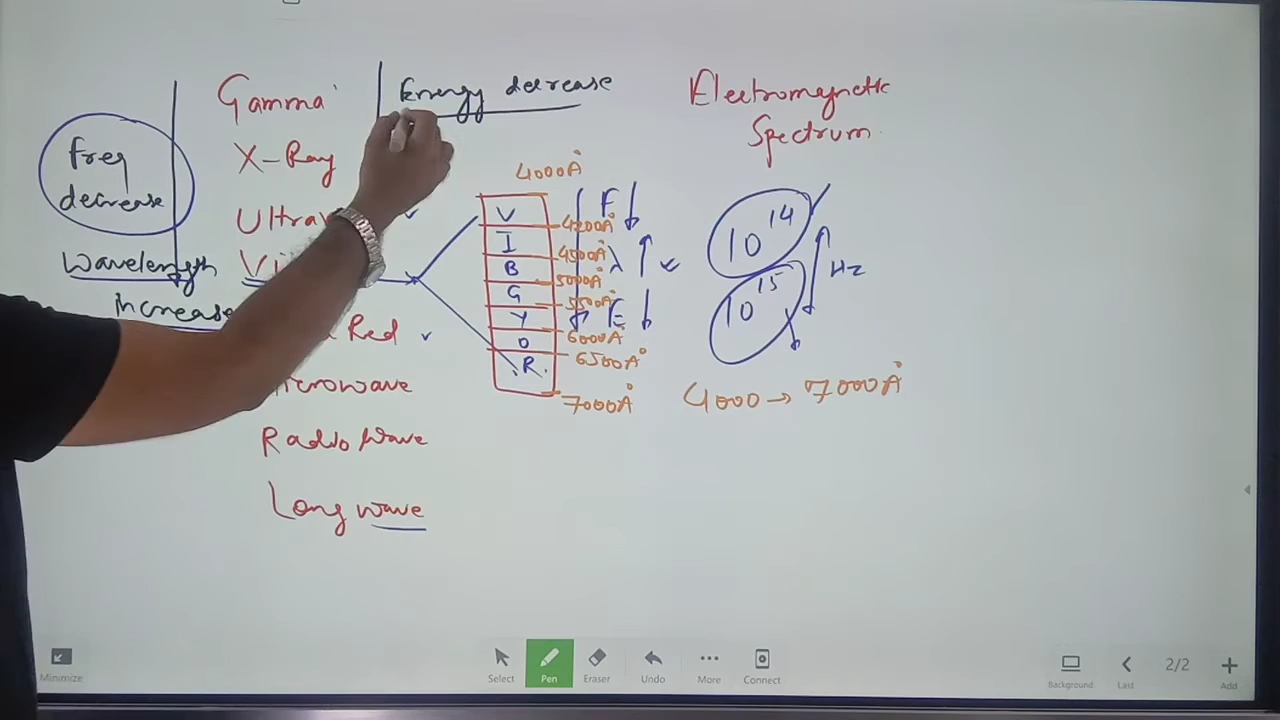 Gamma
Energy decrease
Electromagnetic
Spectrum
Freq
decrease
X-Ray
4000Å
Wavelength
increase
V
4200Å
I
4500Å
B
5000Å
G
5500Å
Y
6000Å
O
6500Å
R
7000Å
F
λ
E
10^14
10^15
Hz
4000 → 7000Å
Red
Microwave
Radio Wave
Long wave
Minimize
Select
Pen
Eraser
Undo
More
Connect
Background
Last
2/2
Add